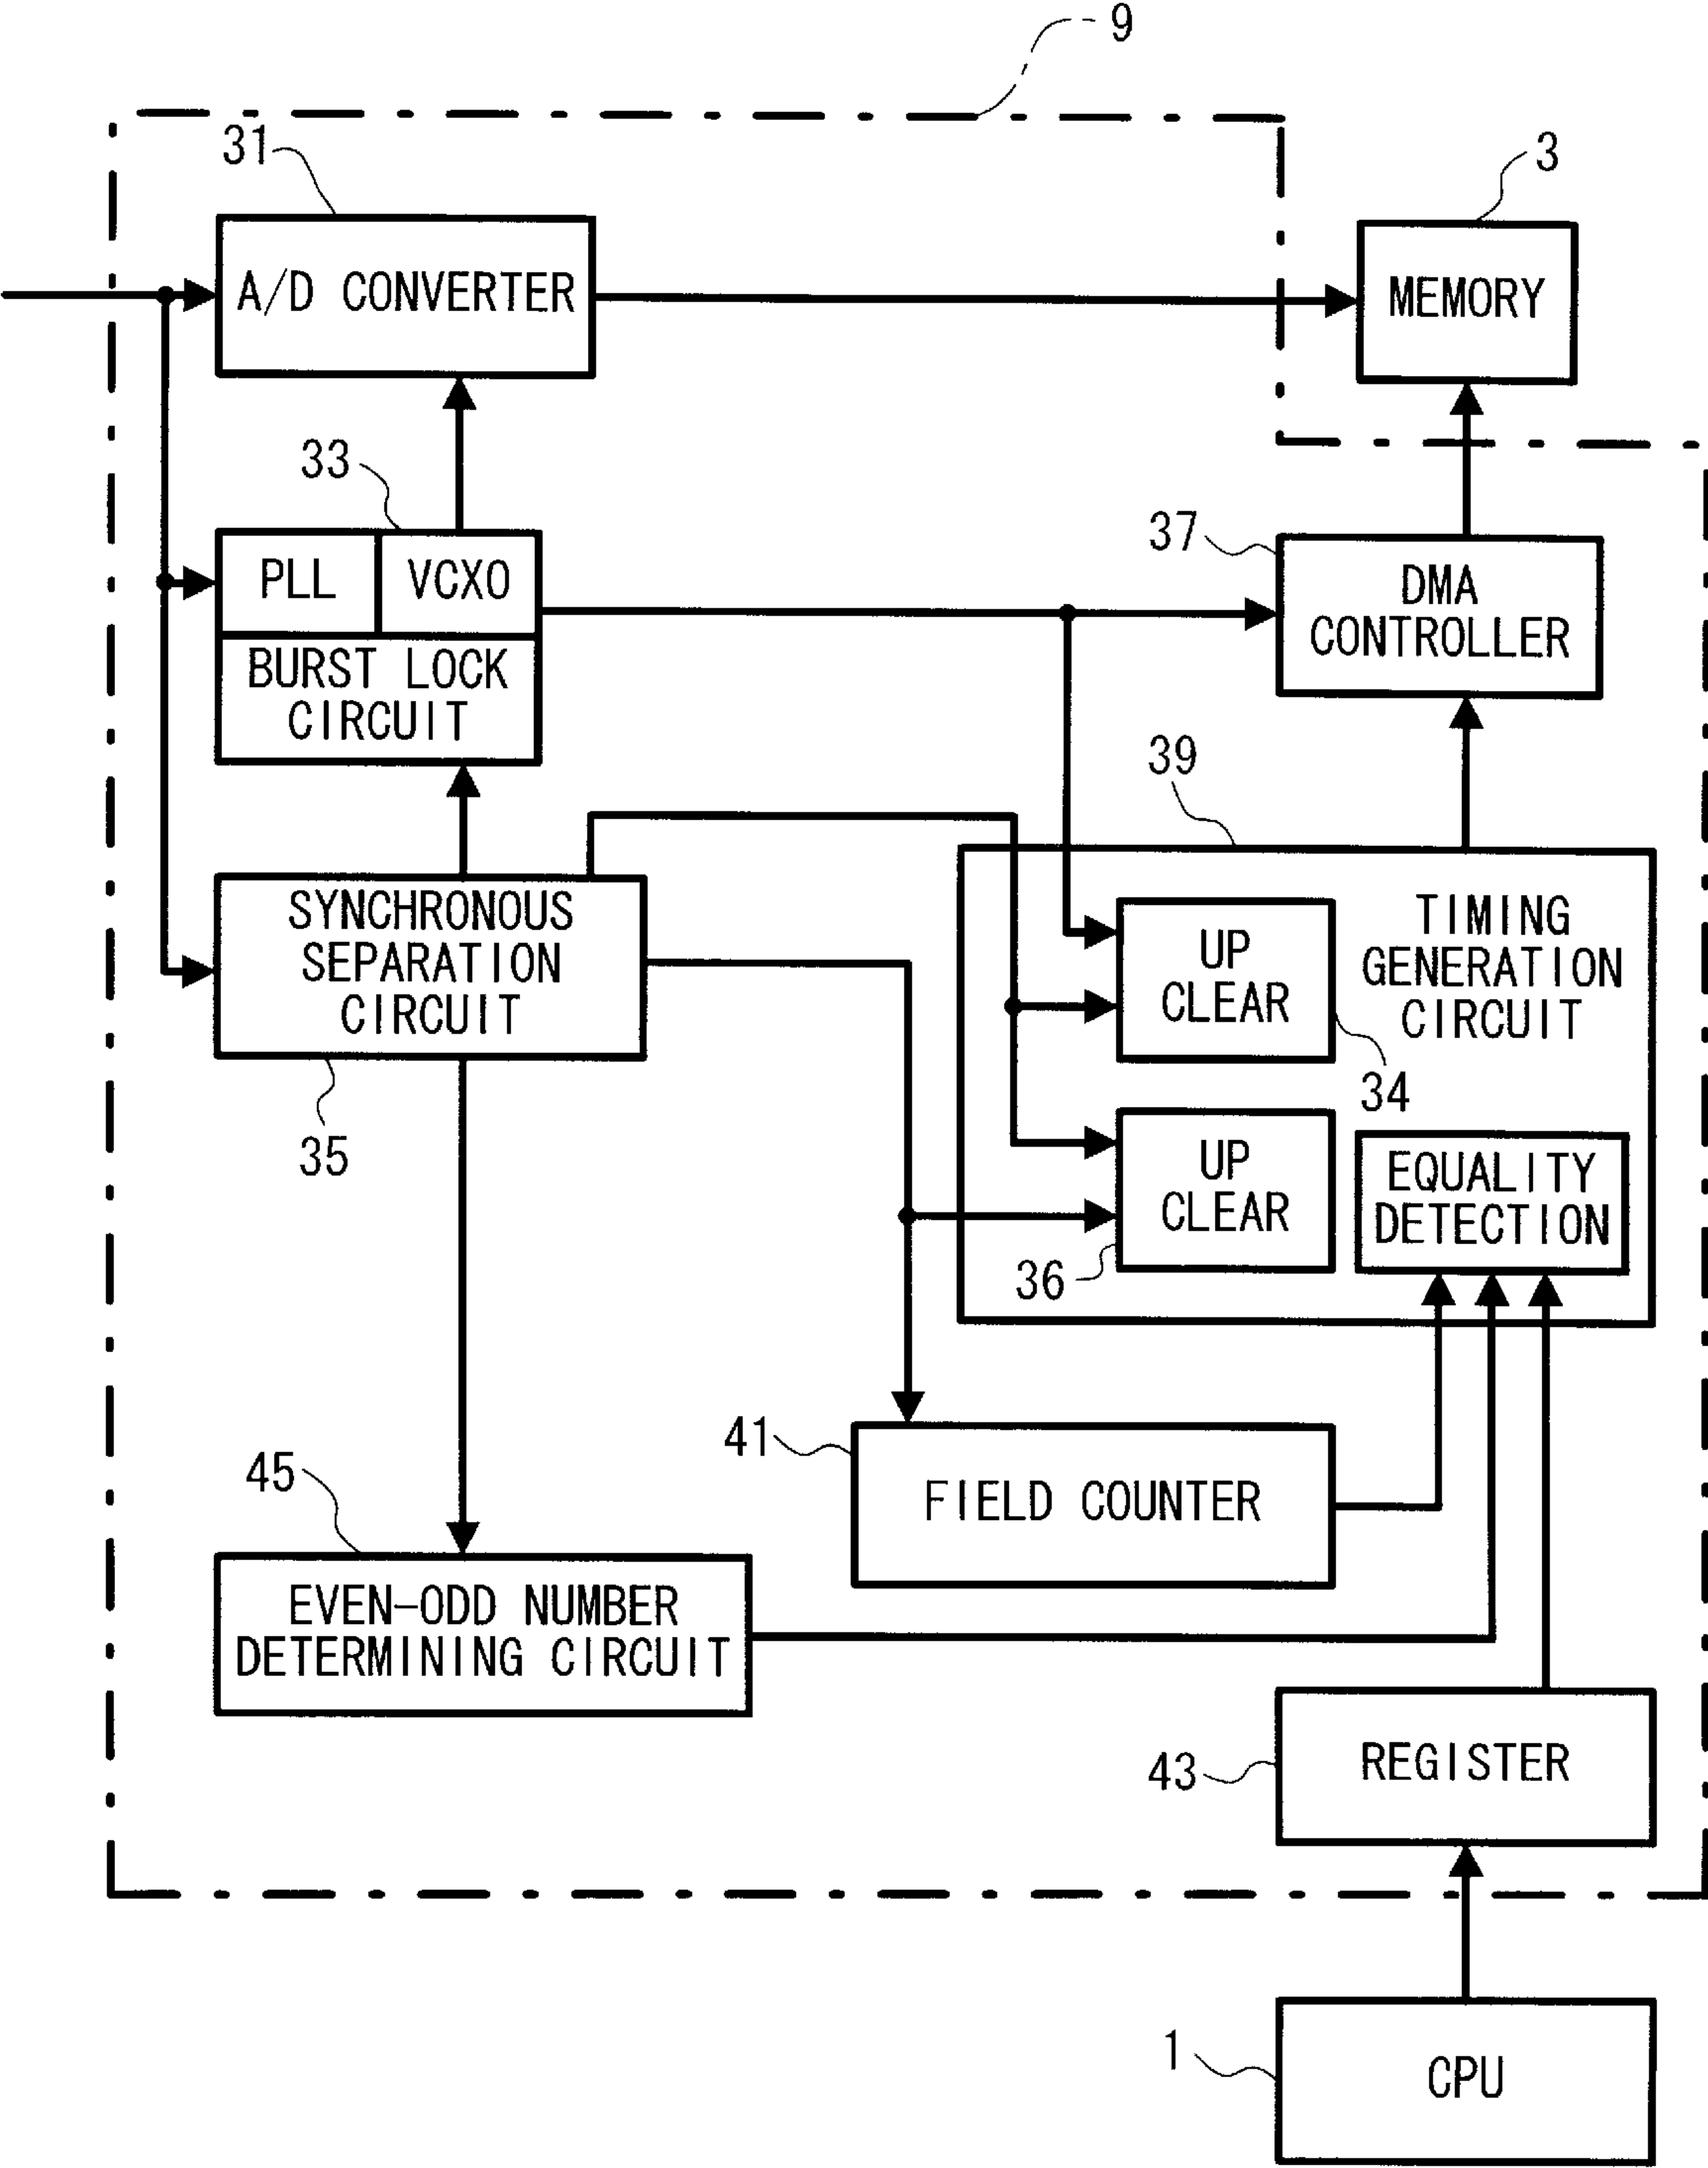 9
31
3
A/D CONVERTER
MEMORY
33
37
PLL
VCXO
DMA
CONTROLLER
BURST LOCK
CIRCUIT
39
SYNCHRONOUS
SEPARATION
CIRCUIT
TIMING
GENERATION
CIRCUIT
UP
CLEAR
34
35
UP
CLEAR
EQUALITY
DETECTION
36
41
FIELD COUNTER
45
EVEN-ODD NUMBER
DETERMINING CIRCUIT
43
REGISTER
1
CPU